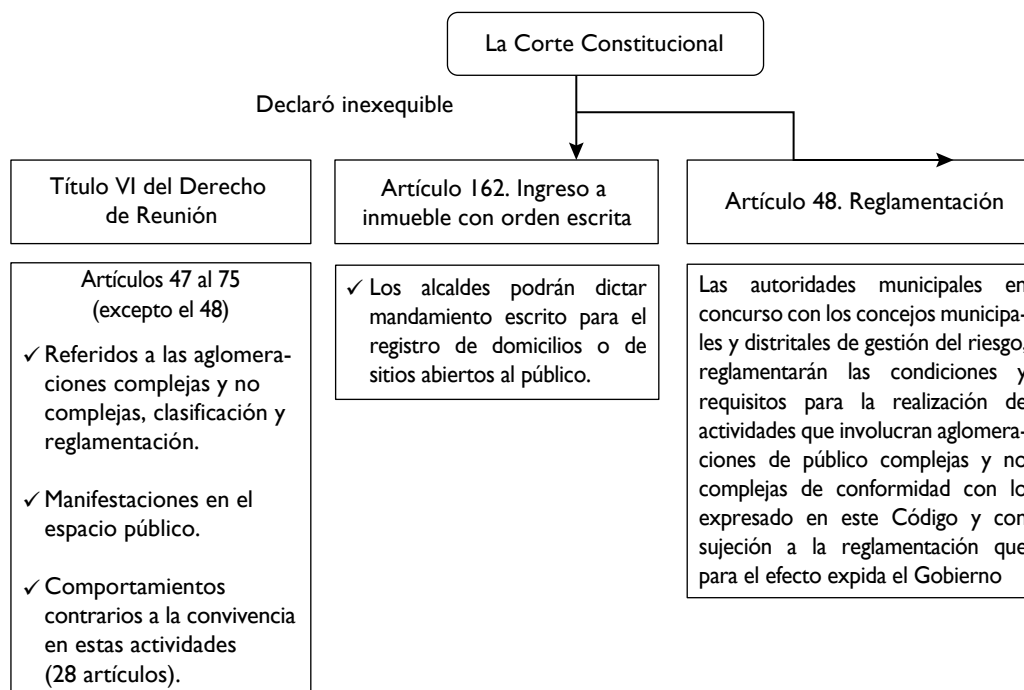 La Corte Constitucional
Declaró inexequible
Título VI del Derecho
de Reunión
Artículos 47 al 75
(excepto el 48)
✓ Referidos a las aglomera-
ciones complejas y no
complejas, clasificación y
reglamentación.
✓ Manifestaciones en el
espacio público.
✓ Comportamientos
contrarios a la convivencia
en estas actividades
(28 artículos).
Artículo 162. Ingreso a
inmueble con orden escrita
✓ Los alcaldes podrán dictar
mandamiento escrito para el
registro de domicilios o de
sitios abiertos al público.
Artículo 48. Reglamentación
Las autoridades municipales en
concurso con los concejos municipa-
les y distritales de gestión del riesgo,
reglamentarán las condiciones y
requisitos para la realización de
actividades que involucran aglomera-
ciones de público complejas y no
complejas de conformidad con lo
expresado en este Código y con
sujeción a la reglamentación que
para el efecto expida el Gobierno